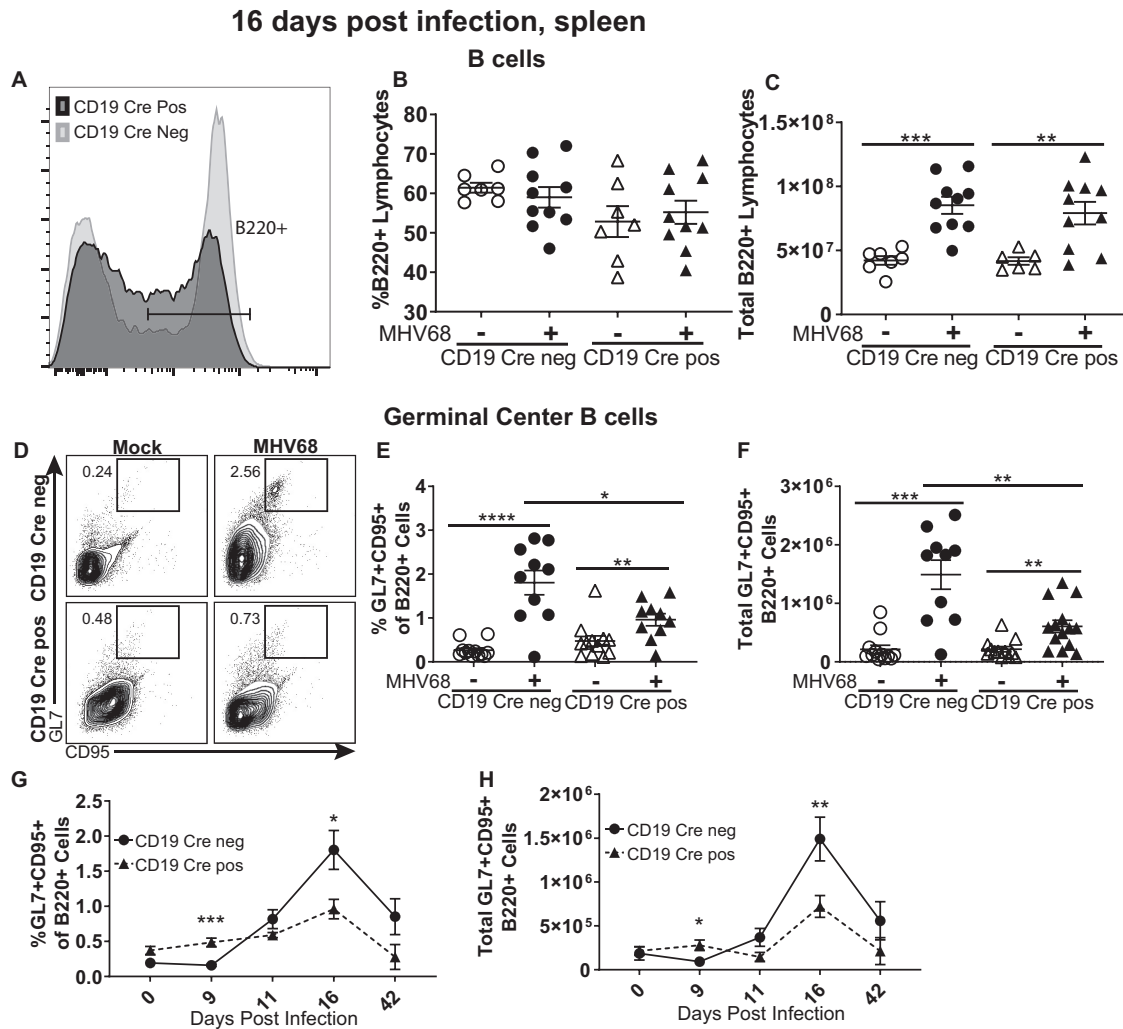 16 days post infection, spleen
B cells
A
CD19 Cre Pos
CD19 Cre Neg
B220+
B
%B220+ Lymphocytes
80
70
60
50
40
30
MHV68
- + - +
CD19 Cre neg CD19 Cre pos
C
Total B220+ Lymphocytes
1.5×10⁸
1×10⁸
5×10⁷
0
*** **
- + - +
CD19 Cre neg CD19 Cre pos
Germinal Center B cells
D
Mock MHV68
CD19 Cre neg
0.24 2.56
CD19 Cre pos
0.48 0.73
GL7
CD95
E
% GL7+CD95+
of B220+ Cells
4
3
2
1
0
*
****
**
MHV68
- + - +
CD19 Cre neg CD19 Cre pos
F
Total GL7+CD95+
B220+ Cells
3×10⁶
2×10⁶
1×10⁶
0
**
***
**
MHV68
- + - +
CD19 Cre neg CD19 Cre pos
G
%GL7+CD95+
of B220+ Cells
2.5
2.0
1.5
1.0
0.5
0.0
CD19 Cre neg
CD19 Cre pos
*
***
0 9 11 16 42
Days Post Infection
H
Total GL7+CD95+
B220+ Cells
2×10⁶
1.5×10⁶
1×10⁶
5×10⁵
0
CD19 Cre neg
CD19 Cre pos
**
*
0 9 11 16 42
Days Post Infection